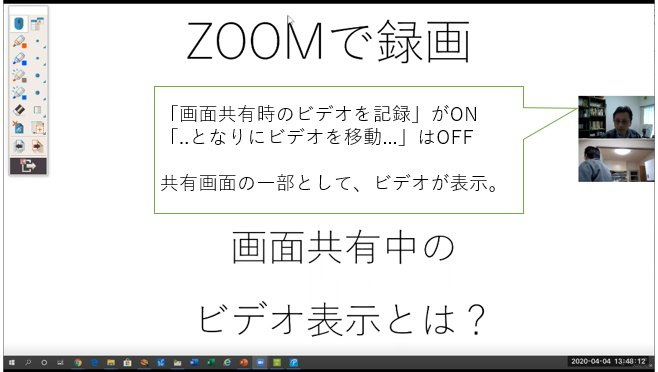 ZOOMで録画
「画面共有時のビデオを記録」がON
「..となりにビデオを移動...」はOFF
共有画面の一部として、ビデオが表示。
画面共有中の
ビデオ表示とは？
2020-04-04 13:48:12